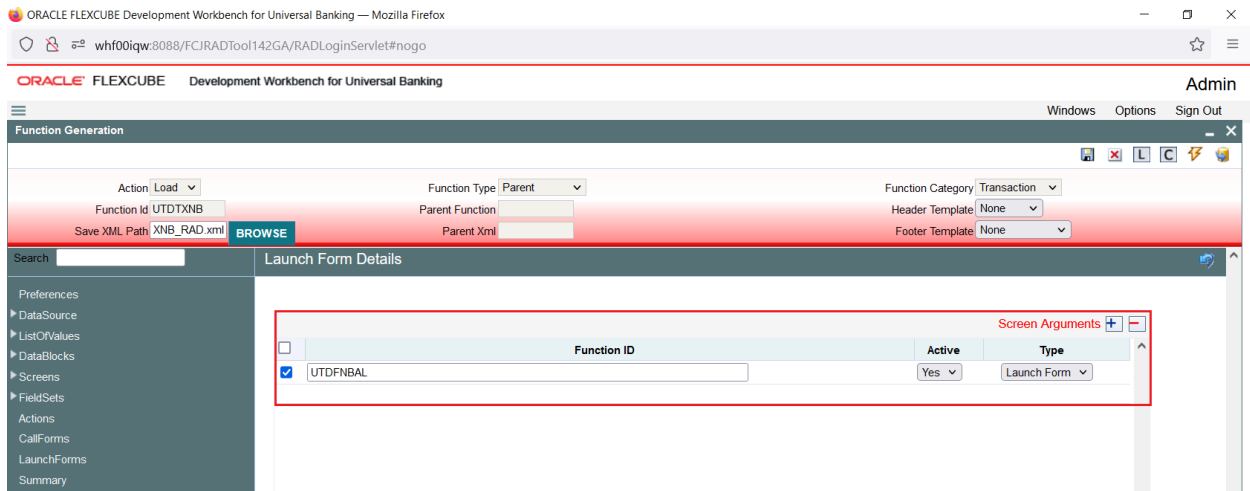 ORACLE FLEXCUBE Development Workbench for Universal Banking — Mozilla Firefox
whf00iqw:8088/FCJRADTool142GA/RADLoginServlet#nogo
ORACLE FLEXCUBE Development Workbench for Universal Banking
Admin
Windows Options Sign Out
Function Generation
L C
Action Load Function Type Parent Function Category Transaction
Function Id UTDTXNB Parent Function Header Template None
Save XML Path XNB_RAD.xml BROWSE Parent Xml Footer Template None
Search Launch Form Details
Preferences
DataSource
ListOfValues
DataBlocks
Screens
FieldSets
Actions
CallForms
LaunchForms
Summary
Screen Arguments
Function ID Active Type
UTDFNBAL Yes Launch Form